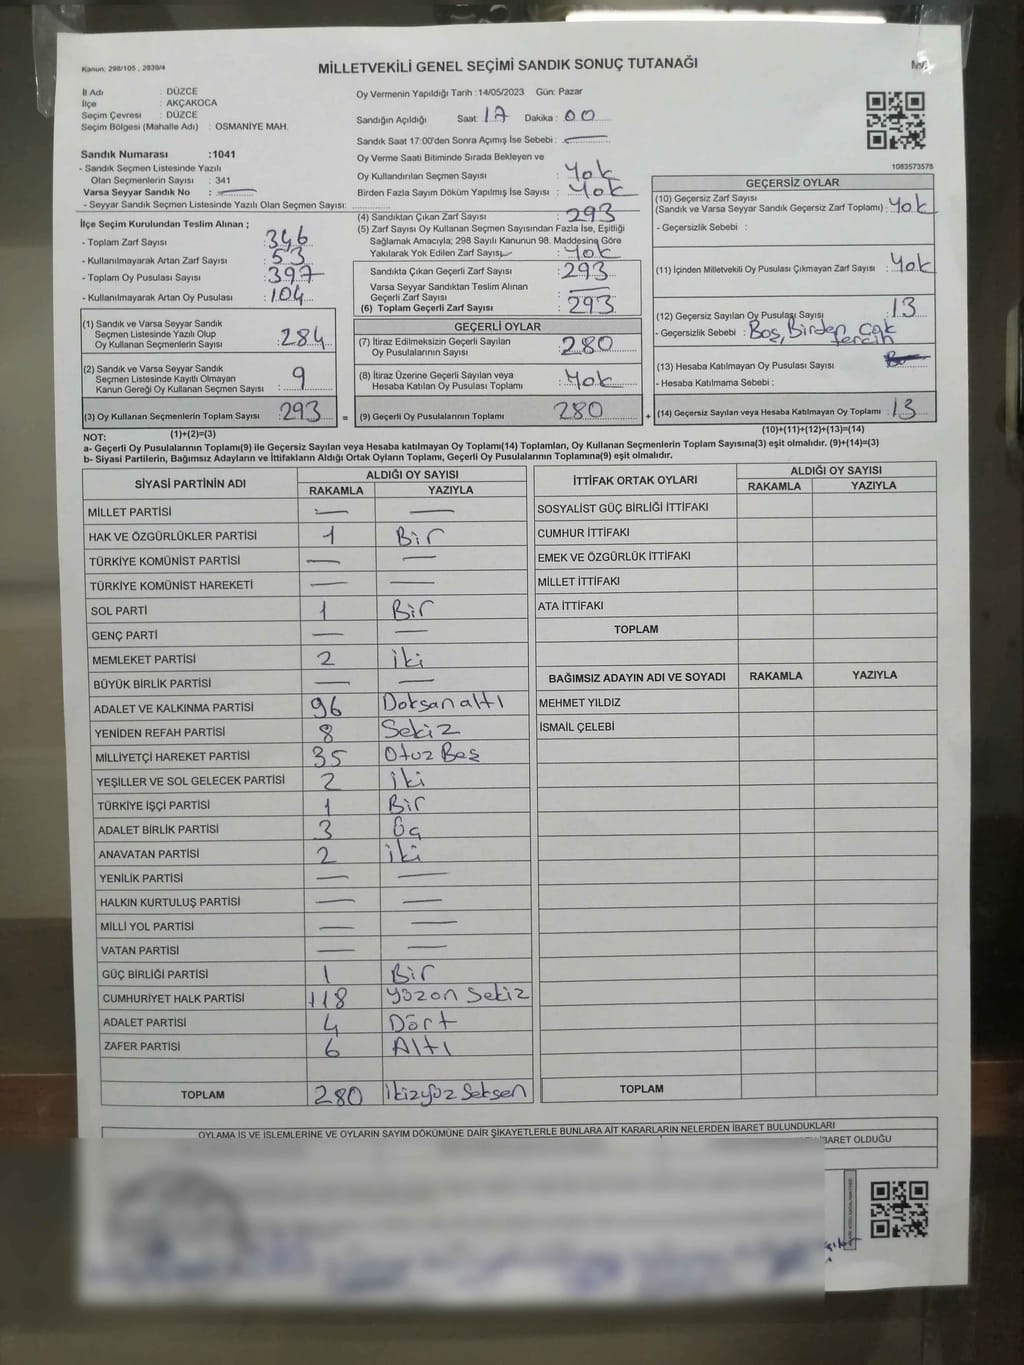 Kanun: 298/105 , 2839/4
MİLLETVEKİLİ GENEL SEÇİMİ SANDIK SONUÇ TUTANAĞI
İl Adı : DÜZCE
İlçe : AKÇAKOCA
Seçim Çevresi : DÜZCE
Seçim Bölgesi (Mahalle Adı) : OSMANİYE MAH.
Sandık Numarası :1041
- Sandık Seçmen Listesinde Yazılı
Olan Seçmenlerin Sayısı : 341
Varsa Seyyar Sandık No : —
- Seyyar Sandık Seçmen Listesinde Yazılı Olan Seçmen Sayısı:
Oy Vermenin Yapıldığı Tarih :14/05/2023 Gün: Pazar
Sandığın Açıldığı Saat: 17 Dakika: 00
Sandık Saat 17:00'den Sonra Açımış İse Sebebi : —
Oy Verme Saati Bitiminde Sırada Bekleyen ve
Oy Kullandırılan Seçmen Sayısı : Yok
Birden Fazla Sayım Döküm Yapılmış İse Sayısı : Yok
1083573578
İlçe Seçim Kurulundan Teslim Alınan ;
- Toplam Zarf Sayısı : 346
- Kullanılmayarak Artan Zarf Sayısı : 53
- Toplam Oy Pusulası Sayısı : 397
- Kullanılmayarak Artan Oy Pusulası : 104
(1) Sandık ve Varsa Seyyar Sandık
Seçmen Listesinde Yazılı Olup
Oy Kullanan Seçmenlerin Sayısı : 284
(2) Sandık ve Varsa Seyyar Sandık
Seçmen Listesinde Kayıtlı Olmayan
Kanun Gereği Oy Kullanan Seçmen Sayısı : 9
(3) Oy Kullanan Seçmenlerin Toplam Sayısı : 293 =
(4) Sandıktan Çıkan Zarf Sayısı : 293
(5) Zarf Sayısı Oy Kullanan Seçmen Sayısından Fazla İse, Eşitliği
Sağlamak Amacıyla; 298 Sayılı Kanunun 98. Maddesine Göre
Yakılarak Yok Edilen Zarf Sayısı : Yok
Sandıkta Çıkan Geçerli Zarf Sayısı : 293
Varsa Seyyar Sandıktan Teslim Alınan
Geçerli Zarf Sayısı : —
(6) Toplam Geçerli Zarf Sayısı : 293
GEÇERLİ OYLAR
(7) İtiraz Edilmeksizin Geçerli Sayılan
Oy Pusulalarının Sayısı : 280
(8) İtiraz Üzerine Geçerli Sayılan veya
Hesaba Katılan Oy Pusulası Toplamı : Yok
(9) Geçerli Oy Pusulalarının Toplamı : 280 +
GEÇERSİZ OYLAR
(10) Geçersiz Zarf Sayısı
(Sandık ve Varsa Seyyar Sandık Geçersiz Zarf Toplamı) : Yok
- Geçersizlik Sebebi :
(11) İçinden Milletvekili Oy Pusulası Çıkmayan Zarf Sayısı : Yok
(12) Geçersiz Sayılan Oy Pusulası Sayısı : 13
- Geçersizlik Sebebi : Boş, Birden Çok
tercih
(13) Hesaba Katılmayan Oy Pusulası Sayısı
- Hesaba Katılmama Sebebi :
(14) Geçersiz Sayılan veya Hesaba Katılmayan Oy Toplamı : 13
NOT: (1)+(2)=(3) (10)+(11)+(12)+(13)=(14)
a- Geçerli Oy Pusulalarının Toplamı(9) ile Geçersiz Sayılan veya Hesaba katılmayan Oy Toplamı(14) Toplamları, Oy Kullanan Seçmenlerin Toplam Sayısına(3) eşit olmalıdır. (9)+(14)=(3)
b- Siyasi Partilerin, Bağımsız Adayların ve İttifakların Aldığı Ortak Oyların Toplamı, Geçerli Oy Pusulalarının Toplamına(9) eşit olmalıdır.
SİYASİ PARTİNİN ADI ALDIĞI OY SAYISI
RAKAMLA YAZIYLA
MİLLET PARTİSİ — —
HAK VE ÖZGÜRLÜKLER PARTİSİ 1 Bir
TÜRKİYE KOMÜNİST PARTİSİ — —
TÜRKİYE KOMÜNİST HAREKETİ — —
SOL PARTİ 1 Bir
GENÇ PARTİ — —
MEMLEKET PARTİSİ 2 iki
BÜYÜK BİRLİK PARTİSİ — —
ADALET VE KALKINMA PARTİSİ 96 Doksan altı
YENİDEN REFAH PARTİSİ 8 Sekiz
MİLLİYETÇİ HAREKET PARTİSİ 35 Otuz Beş
YEŞİLLER VE SOL GELECEK PARTİSİ 2 iki
TÜRKİYE İŞÇİ PARTİSİ 1 Bir
ADALET BİRLİK PARTİSİ 3 Üç
ANAVATAN PARTİSİ 2 iki
YENİLİK PARTİSİ — —
HALKIN KURTULUŞ PARTİSİ — —
MİLLİ YOL PARTİSİ — —
VATAN PARTİSİ — —
GÜÇ BİRLİĞİ PARTİSİ 1 Bir
CUMHURİYET HALK PARTİSİ 118 Yüzon Sekiz
ADALET PARTİSİ 4 Dört
ZAFER PARTİSİ 6 Altı
TOPLAM 280 ikizyüz Seksen
İTTİFAK ORTAK OYLARI ALDIĞI OY SAYISI
RAKAMLA YAZIYLA
SOSYALİST GÜÇ BİRLİĞİ İTTİFAKI
CUMHUR İTTİFAKI
EMEK VE ÖZGÜRLÜK İTTİFAKI
MİLLET İTTİFAKI
ATA İTTİFAKI
TOPLAM
BAĞIMSIZ ADAYIN ADI VE SOYADI RAKAMLA YAZIYLA
MEHMET YILDIZ
İSMAİL ÇELEBİ
TOPLAM
OYLAMA İŞ VE İŞLEMLERİNE VE OYLARIN SAYIM DÖKÜMÜNE DAİR ŞİKAYETLERLE BUNLARA AİT KARARLARIN NELERDEN İBARET BULUNDUKLARI
İBARET OLDUĞU